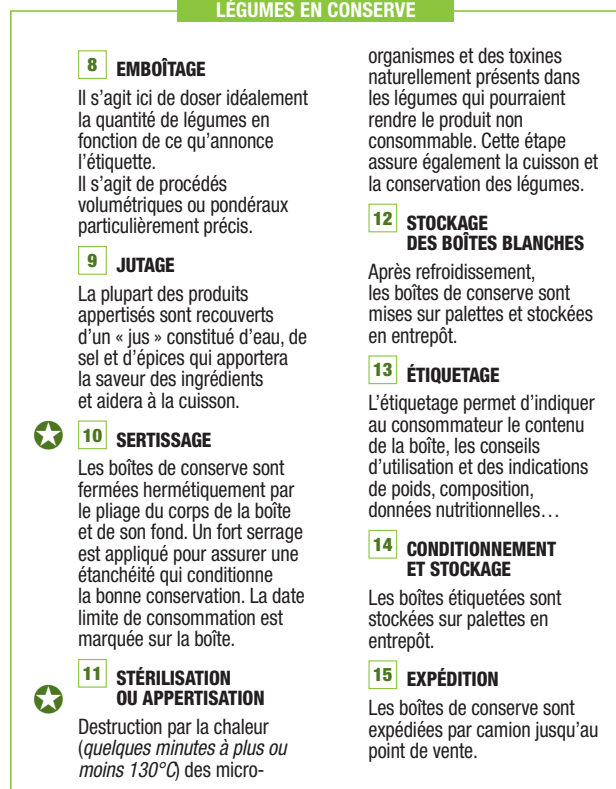 LÉGUMES EN CONSERVE
8 EMBOÎTAGE
Il s'agit ici de doser idéalement
la quantité de légumes en
fonction de ce qu'annonce
l'étiquette.
Il s'agit de procédés
volumétriques ou pondéraux
particulièrement précis.
9 JUTAGE
La plupart des produits
appertisés sont recouverts
d'un « jus » constitué d'eau, de
sel et d'épices qui apportera
la saveur des ingrédients
et aidera à la cuisson.
10 SERTISSAGE
Les boîtes de conserve sont
fermées hermétiquement par
le pliage du corps de la boîte
et de son fond. Un fort serrage
est appliqué pour assurer une
étanchéité qui conditionne
la bonne conservation. La date
limite de consommation est
marquée sur la boîte.
11 STÉRILISATION
OU APPERTISATION
Destruction par la chaleur
(quelques minutes à plus ou
moins 130°C) des micro-
organismes et des toxines
naturellement présents dans
les légumes qui pourraient
rendre le produit non
consommable. Cette étape
assure également la cuisson et
la conservation des légumes.
12 STOCKAGE
DES BOÎTES BLANCHES
Après refroidissement,
les boîtes de conserve sont
mises sur palettes et stockées
en entrepôt.
13 ÉTIQUETAGE
L'étiquetage permet d'indiquer
au consommateur le contenu
de la boîte, les conseils
d'utilisation et des indications
de poids, composition,
données nutritionnelles…
14 CONDITIONNEMENT
ET STOCKAGE
Les boîtes étiquetées sont
stockées sur palettes en
entrepôt.
15 EXPÉDITION
Les boîtes de conserve sont
expédiées par camion jusqu'au
point de vente.